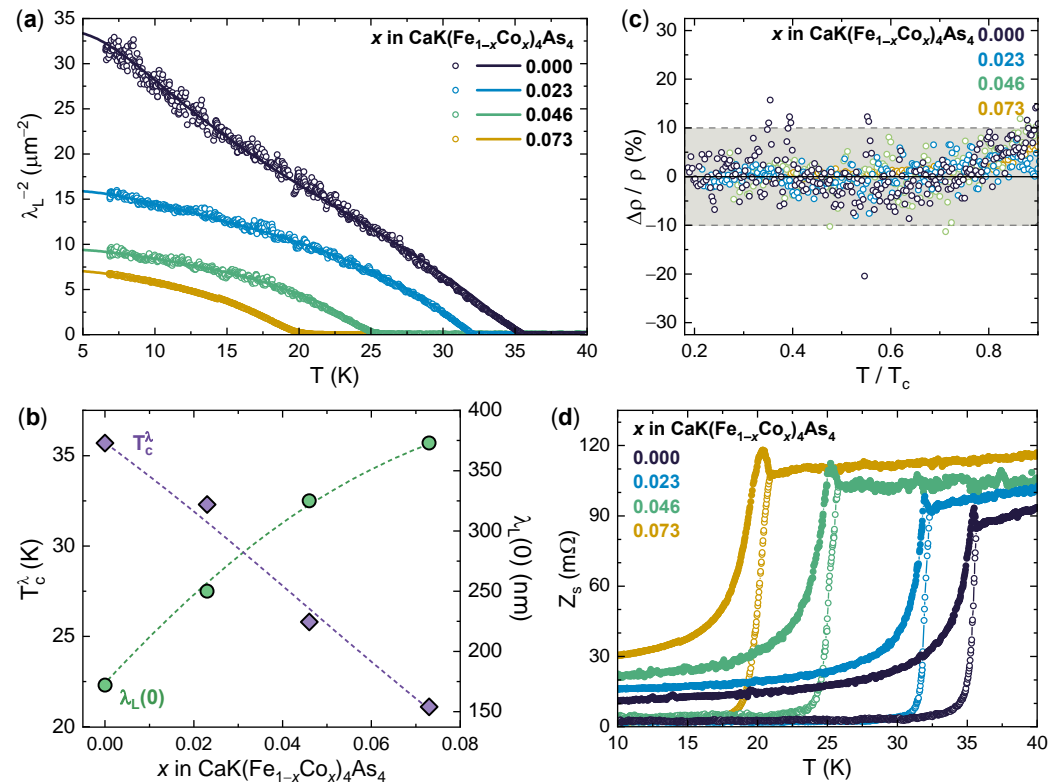 (a)
x in CaK(Fe1−xCox)4As4
0.000
0.023
0.046
0.073
35
30
25
20
15
10
5
0
λL−2 (μm−2)
5 10 15 20 25 30 35 40
T (K)
(c)
x in CaK(Fe1−xCox)4As4
0.000
0.023
0.046
0.073
30
20
10
0
−10
−20
−30
Δρ / ρ (%)
0.2 0.4 0.6 0.8
T / Tc
(b)
Tcλ
λL(0)
35
30
25
20
Tcλ (K)
400
350
300
250
200
150
λL(0) (nm)
0.00 0.02 0.04 0.06 0.08
x in CaK(Fe1−xCox)4As4
(d)
x in CaK(Fe1−xCox)4As4
0.000
0.023
0.046
0.073
120
90
60
30
0
Zs (mΩ)
10 15 20 25 30 35 40
T (K)